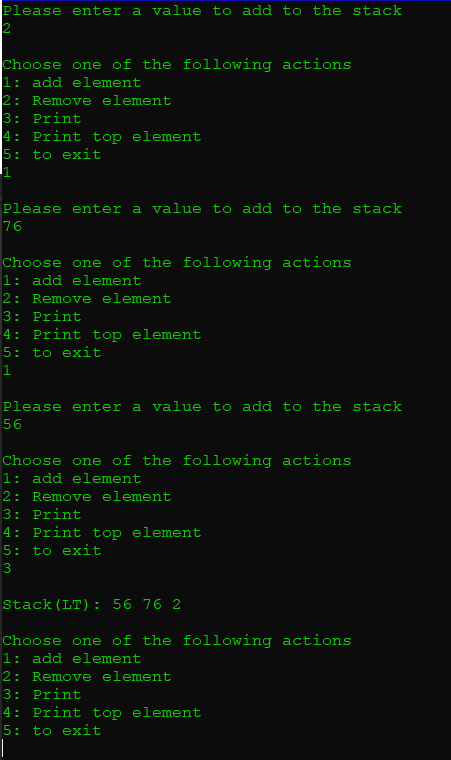 Please enter a value to add to the stack
2
Choose one of the following actions
1: add element
2: Remove element
3: Print
4: Print top element
5: to exit
1
Please enter a value to add to the stack
76
Choose one of the following actions
1: add element
2: Remove element
3: Print
4: Print top element
5: to exit
1
Please enter a value to add to the stack
56
Choose one of the following actions
1: add element
2: Remove element
3: Print
4: Print top element
5: to exit
3
Stack(LT): 56 76 2
Choose one of the following actions
1: add element
2: Remove element
3: Print
4: Print top element
5: to exit